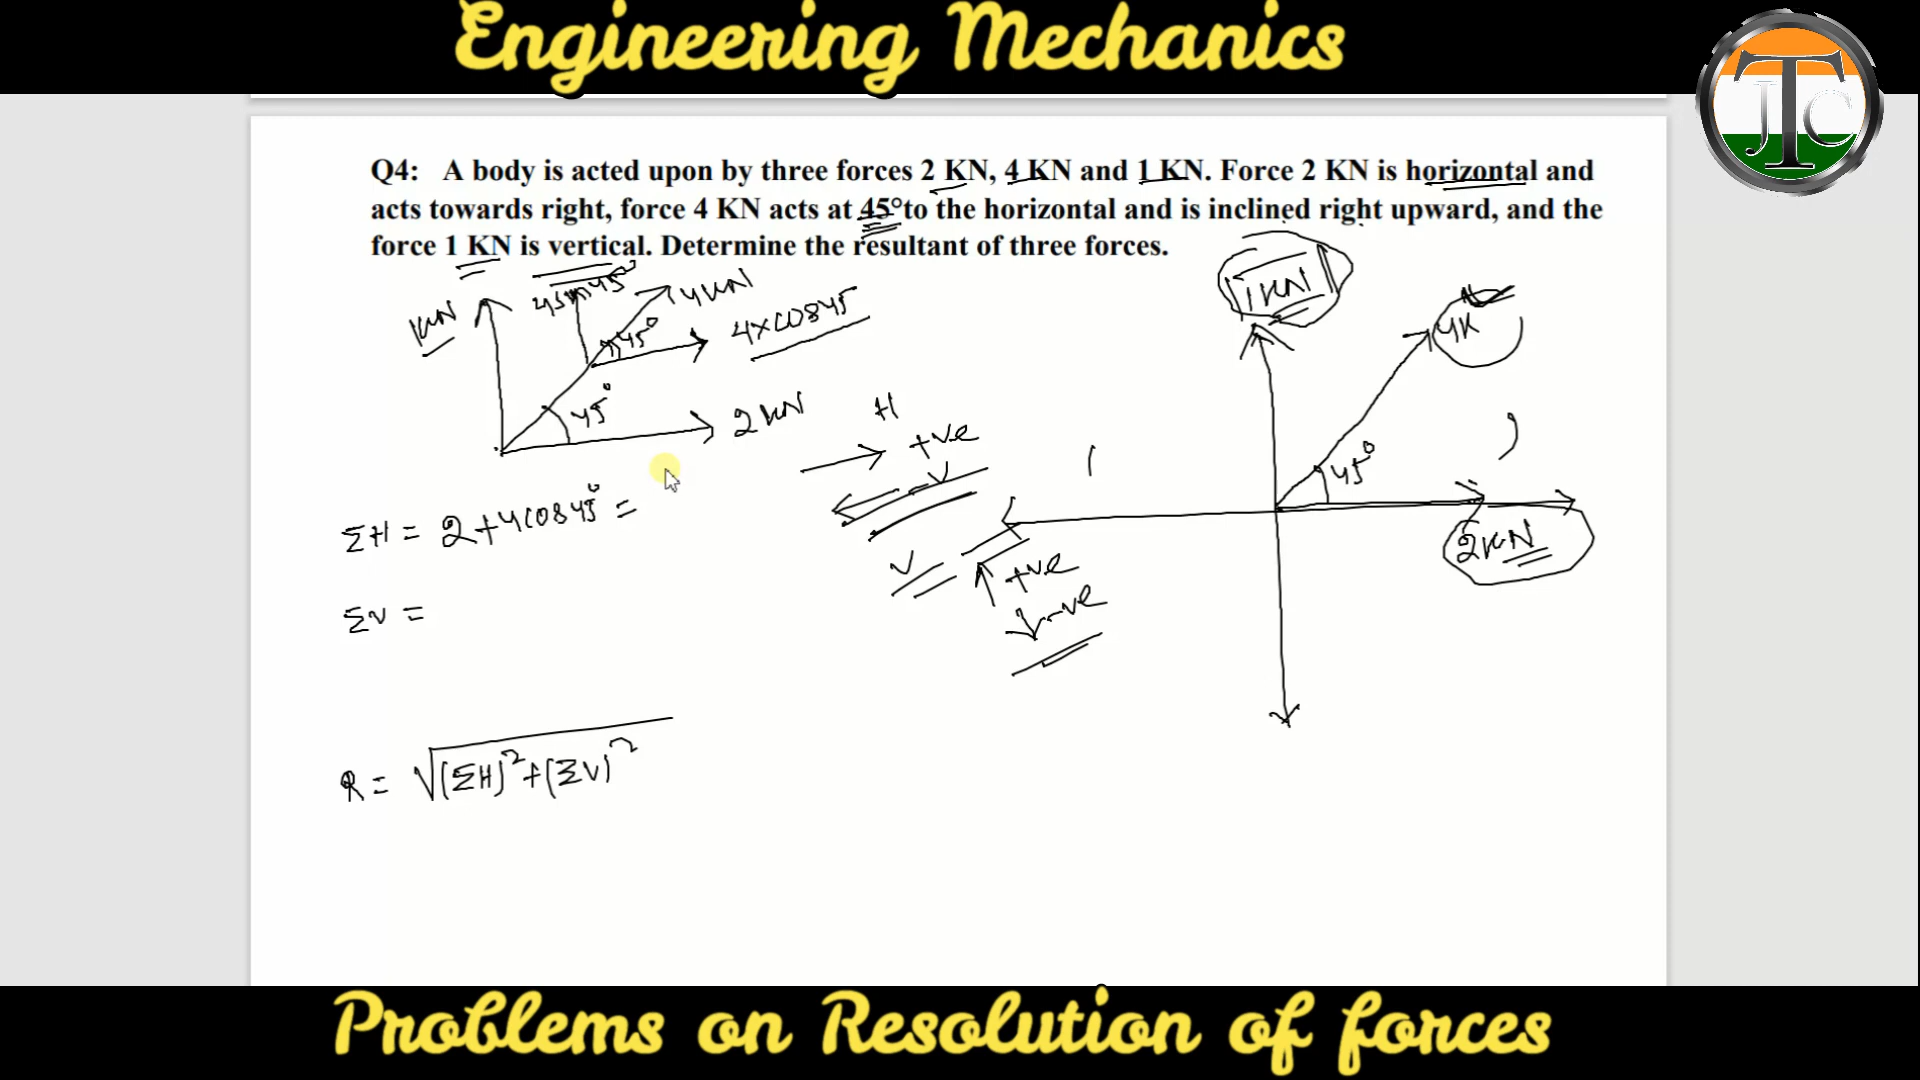 Engineering Mechanics
JTC
Q4: A body is acted upon by three forces 2 KN, 4 KN and 1 KN. Force 2 KN is horizontal and
acts towards right, force 4 KN acts at 45°to the horizontal and is inclined right upward, and the
force 1 KN is vertical. Determine the resultant of three forces.
1KN
4sin45°
4KN
KN
45°
4×cos45
4K
45°
2KN
H
+ve
-V
45°
ΣH = 2+4cos45° =
2KN
V
+ve
-ve
ΣV =
R = √(ΣH)²+(ΣV)²
Problems on Resolution of forces